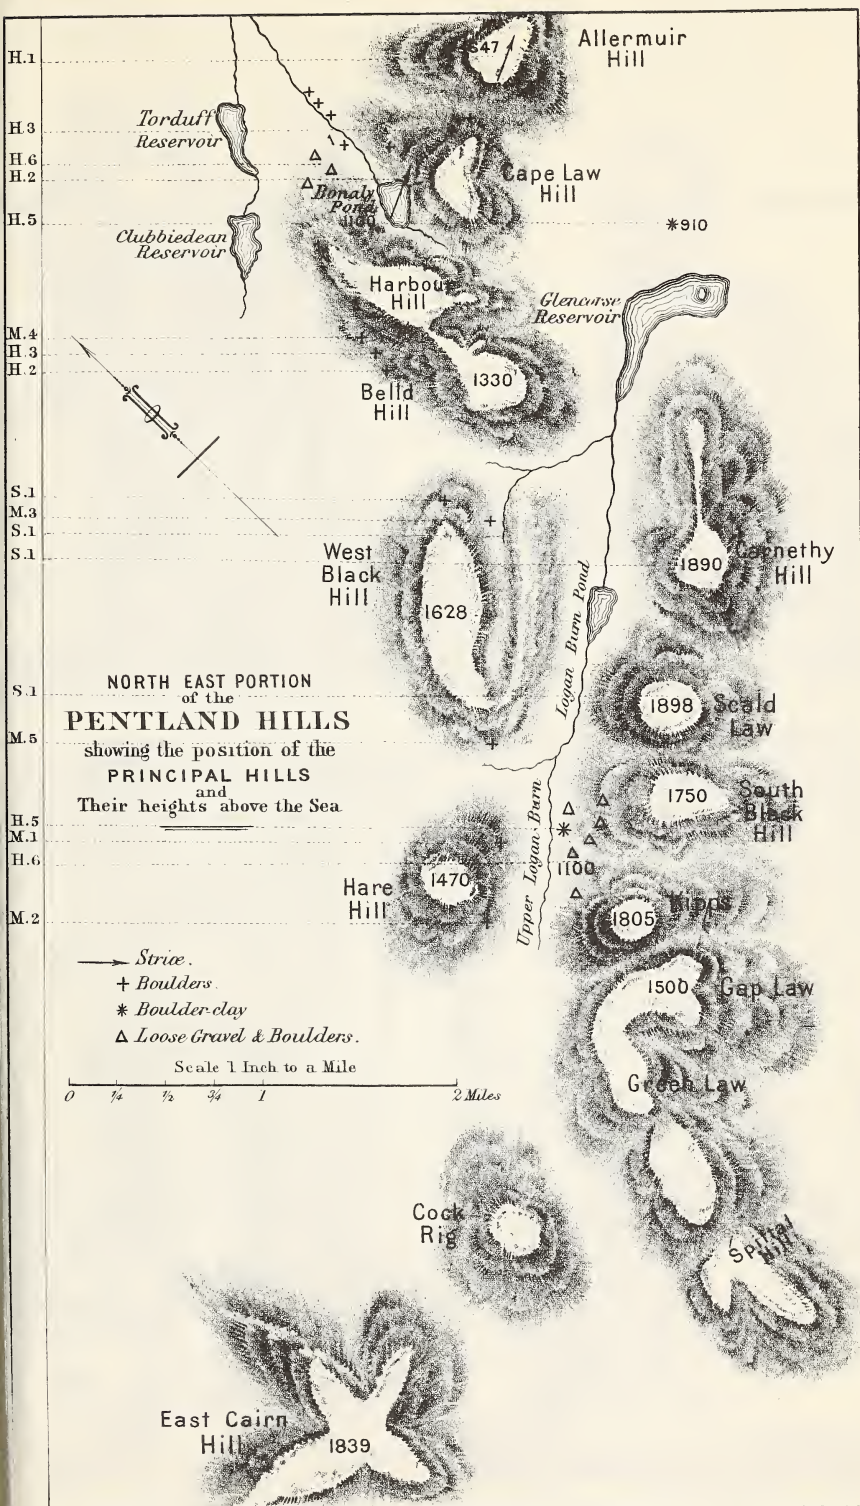 Allermuir
Hill
647
H.1
H.3
H.6
H.2
H.5
Torduff
Reservoir
Clubbiedean
Reservoir
Bonaly
Pond
1100
Cape Law
Hill
910
Harbour
Hill
Glencorse
Reservoir
M.4
H.3
H.2
Bell'd
Hill
1330
S.1
M.3
S.1
S.1
West
Black
Hill
1628
Carnethy
Hill
1890
Logan Burn Pond
S.1
M.5
NORTH EAST PORTION
of the
PENTLAND HILLS
showing the position of the
PRINCIPAL HILLS
and
Their heights above the Sea
1898
Scald
Law
1750
South
Black
Hill
H.5
M.1
H.6
M.2
Upper Logan Burn
1100
Hare
Hill
1470
Kipps
1805
Striæ.
Boulders.
Boulder-clay
Loose Gravel & Boulders.
Scale 1 Inch to a Mile
0 1/4 1/2 3/4 1 2 Miles
1500
Gap Law
Green Law
Cock
Rig
Spittal
Hill
East Cairn
Hill
1839